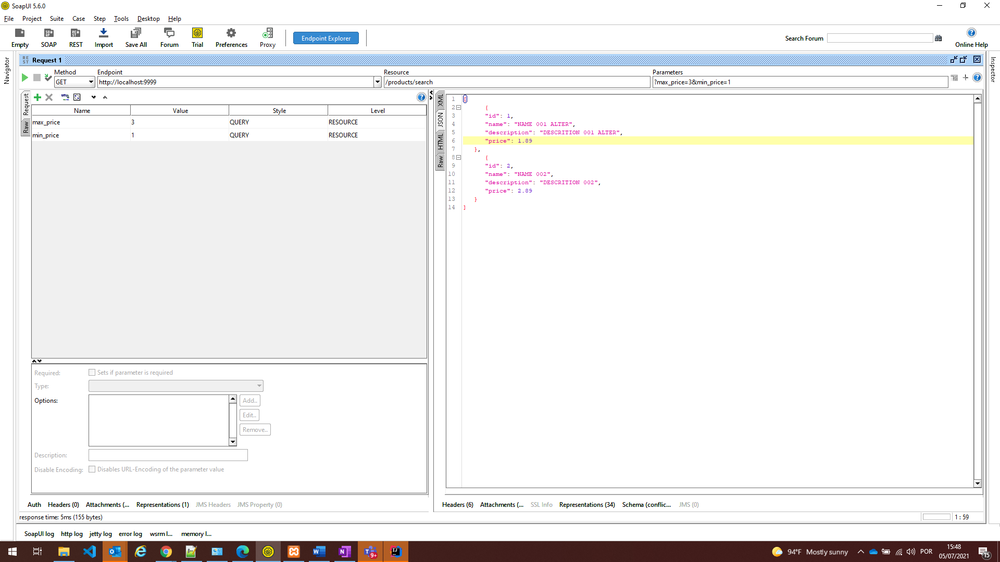 SoapUI 5.6.0
File Project Suite Case Step Tools Desktop Help
Empty SOAP REST Import Save All Forum Trial Preferences Proxy Endpoint Explorer Search Forum Online Help
Navigator
Inspector
Request 1
Method Endpoint Resource Parameters
GET http://localhost:9999 /products/search ?max_price=3&min_price=1
Request
Raw
Name Value Style Level
max_price 3 QUERY RESOURCE
min_price 1 QUERY RESOURCE
Required: Sets if parameter is required
Type:
Options:
Add..
Edit..
Remove..
Description:
Disable Encoding: Disables URL-Encoding of the parameter value
Auth Headers (0) Attachments (... Representations (1) JMS Headers JMS Property (0)
XML
JSON
HTML
Raw
1 [
2 {
3 "id": 1,
4 "name": "NAME 001 ALTER",
5 "description": "DESCRITION 001 ALTER",
6 "price": 1.89
7 },
8 {
9 "id": 2,
10 "name": "NAME 002",
11 "description": "DESCRITION 002",
12 "price": 2.89
13 }
14 ]
Headers (6) Attachments (... SSL Info Representations (34) Schema (conflic... JMS (0)
response time: 5ms (155 bytes) 1 : 59
SoapUI log http log jetty log error log wsrm l... memory l...
94°F Mostly sunny POR 15:48
05/07/2021
15
9+